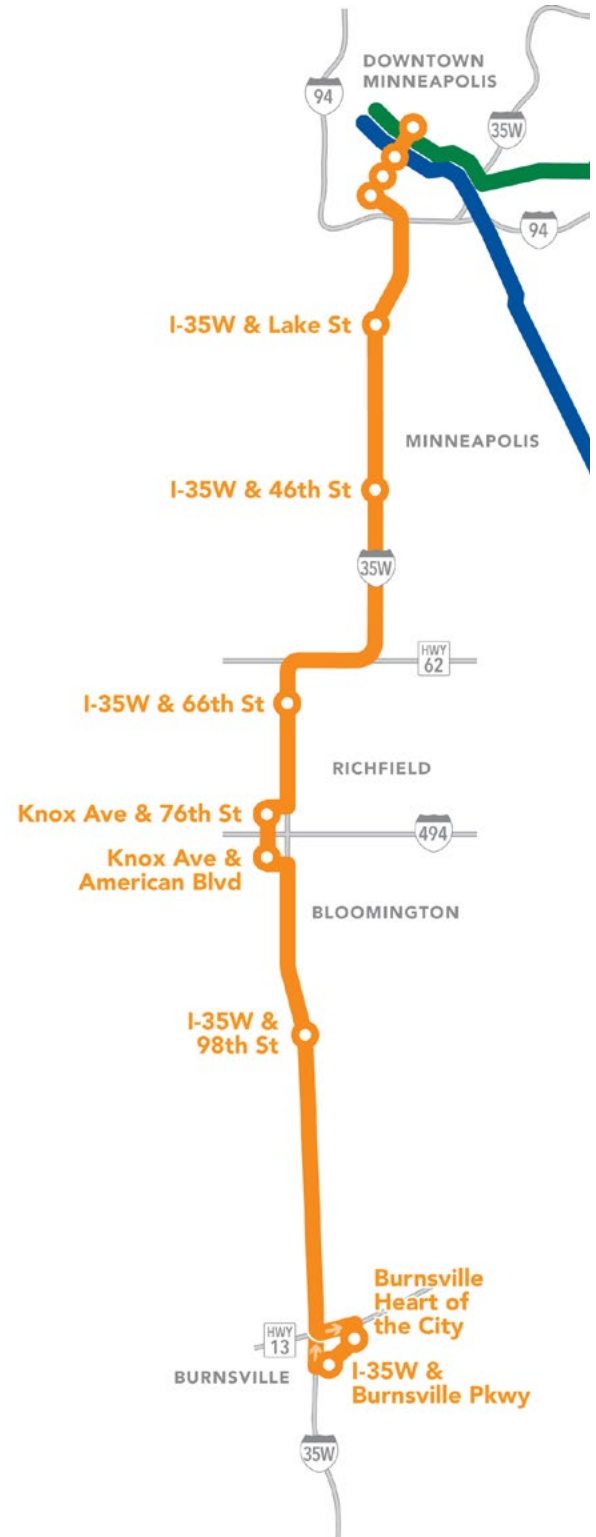 DOWNTOWN
MINNEAPOLIS
94
35W
94
I-35W & Lake St
MINNEAPOLIS
I-35W & 46th St
35W
HWY
62
I-35W & 66th St
RICHFIELD
Knox Ave & 76th St
494
Knox Ave &
American Blvd
BLOOMINGTON
I-35W &
98th St
Burnsville
Heart of
the City
HWY
13
BURNSVILLE
I-35W &
Burnsville Pkwy
35W